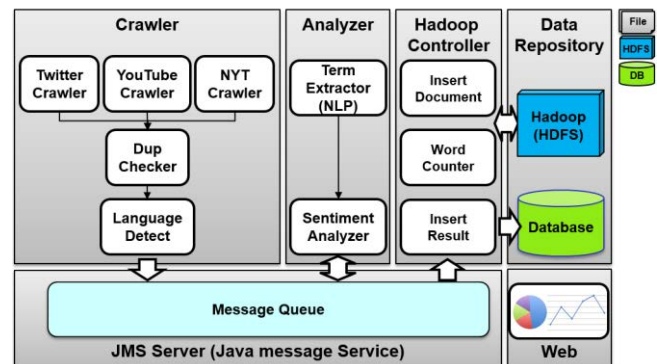 Crawler
Twitter
Crawler
YouTube
Crawler
NYT
Crawler
Dup
Checker
Language
Detect
Analyzer
Term
Extractor
(NLP)
Sentiment
Analyzer
Hadoop
Controller
Insert
Document
Word
Counter
Insert
Result
Data
Repository
Hadoop
(HDFS)
Database
File
HDFS
DB
Message Queue
JMS Server (Java message Service)
Web